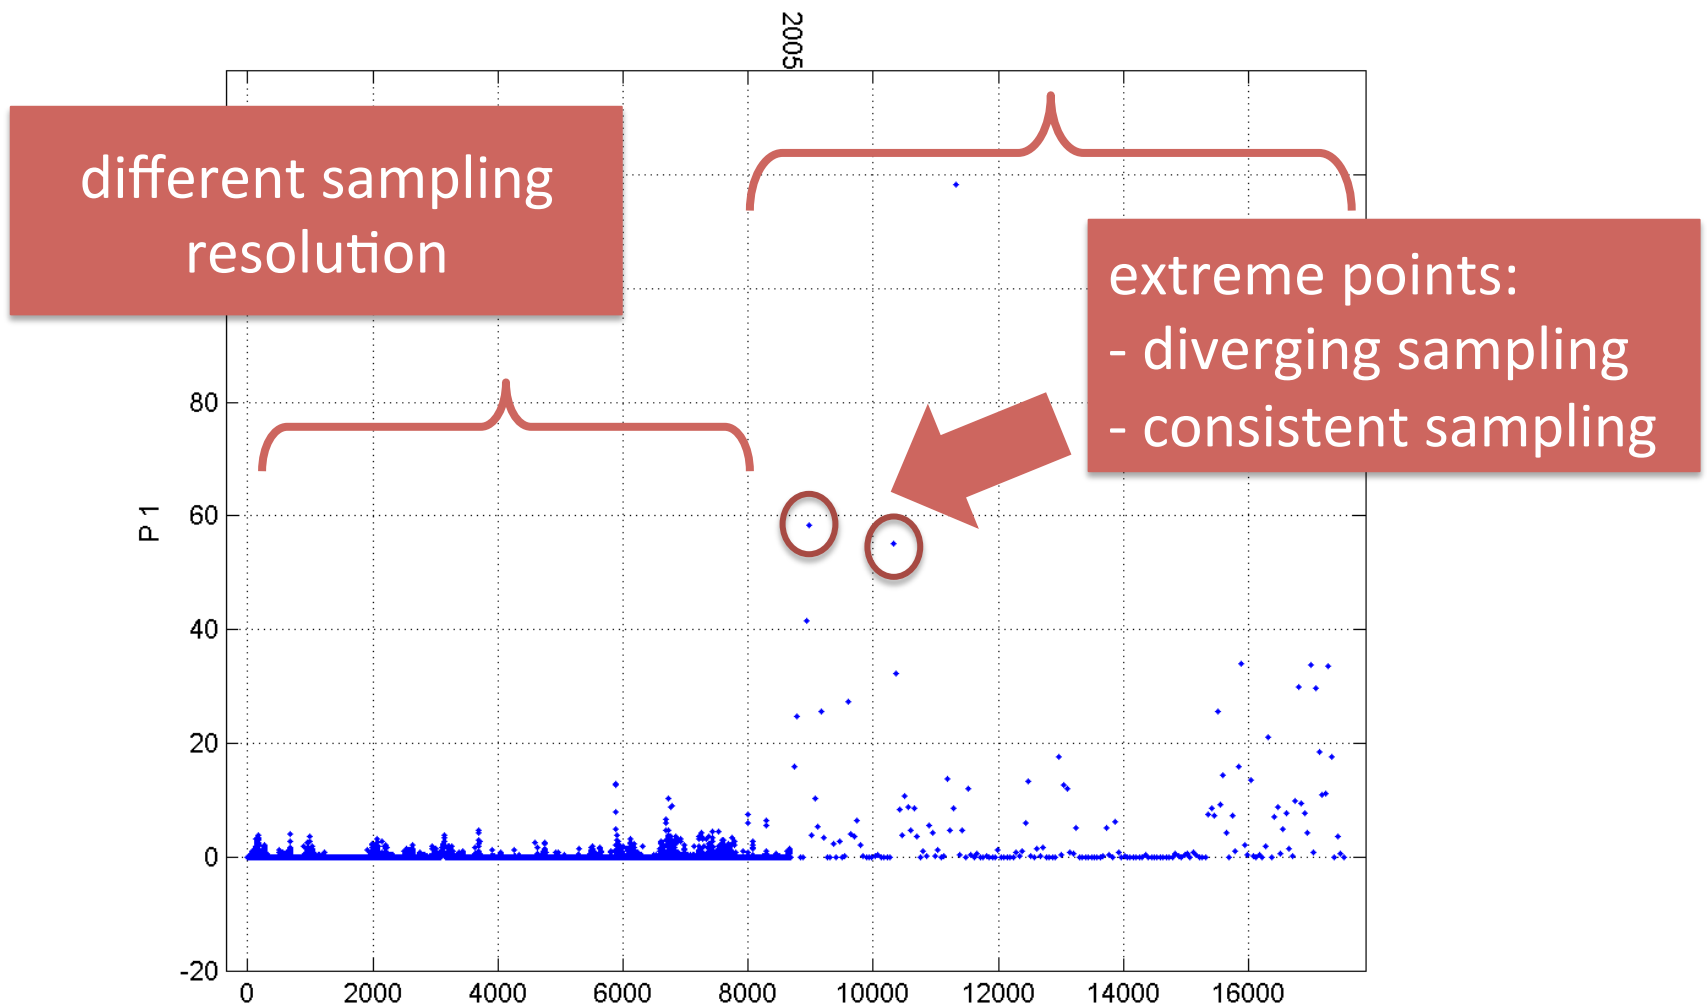 2005
different sampling
resolution
extreme points:
- diverging sampling
- consistent sampling
P 1
80
60
40
20
0
-20
0 2000 4000 6000 8000 10000 12000 14000 16000